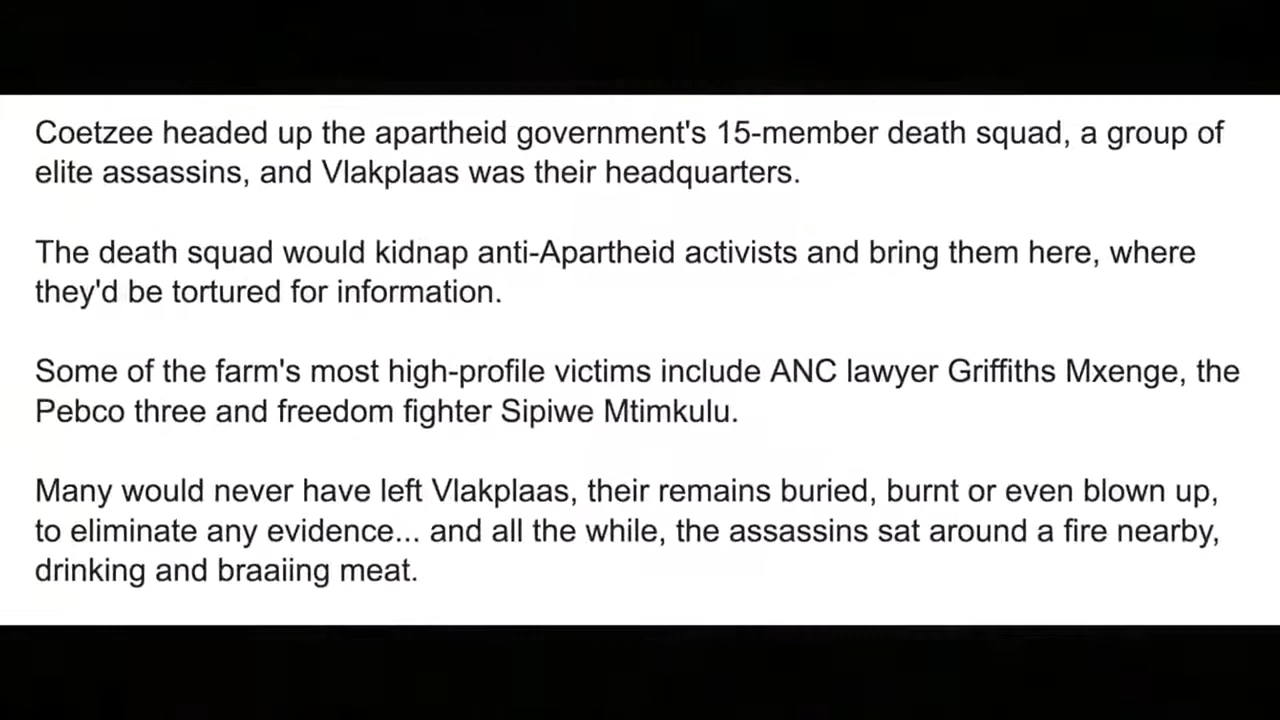 Coetzee headed up the apartheid government's 15-member death squad, a group of
elite assassins, and Vlakplaas was their headquarters.
The death squad would kidnap anti-Apartheid activists and bring them here, where
they'd be tortured for information.
Some of the farm's most high-profile victims include ANC lawyer Griffiths Mxenge, the
Pebco three and freedom fighter Sipiwe Mtimkulu.
Many would never have left Vlakplaas, their remains buried, burnt or even blown up,
to eliminate any evidence... and all the while, the assassins sat around a fire nearby,
drinking and braaiing meat.